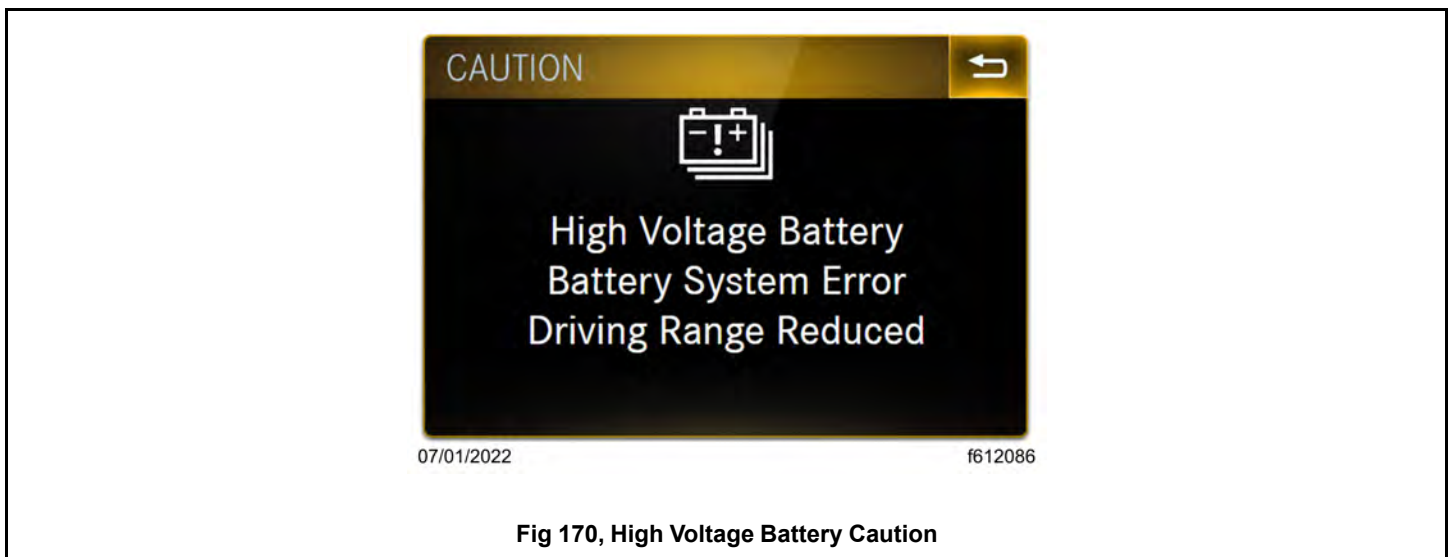 CAUTION
-!+
High Voltage Battery
Battery System Error
Driving Range Reduced
07/01/2022 f612086
Fig 170, High Voltage Battery Caution